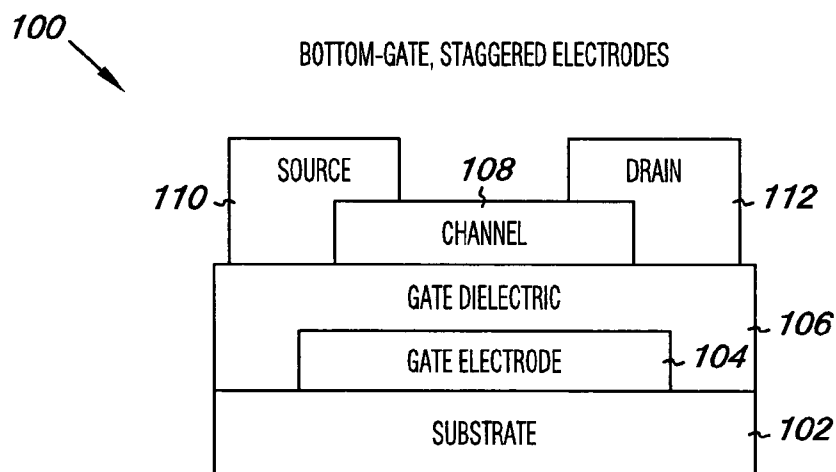 100
BOTTOM-GATE, STAGGERED ELECTRODES
SOURCE
108
DRAIN
110
112
CHANNEL
GATE DIELECTRIC
106
GATE ELECTRODE
104
SUBSTRATE
102